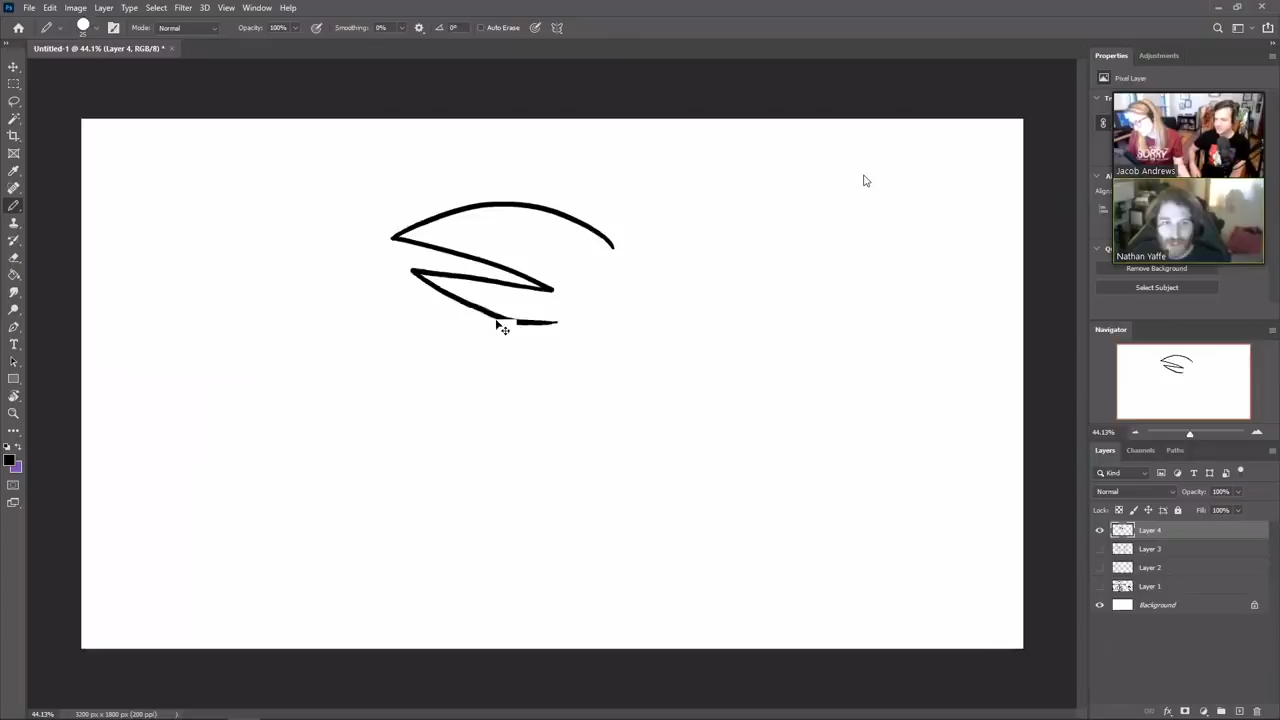 Ps File Edit Image Layer Type Select Filter 3D View Window Help
25 Mode: Normal Opacity: 100% Smoothing: 0% 0° Auto Erase
Untitled-1 @ 44.1% (Layer 4, RGB/8) * ×
Properties Adjustments
Pixel Layer
Jacob Andrews
SORRY
Nathan Yaffe
Remove Background
Select Subject
Navigator
44.13%
Layers Channels Paths
Kind
Normal Opacity: 100%
Lock: Fill: 100%
Layer 4
Layer 3
Layer 2
Layer 1
Background
fx
44.13% 3200 px x 1800 px (200 ppi)